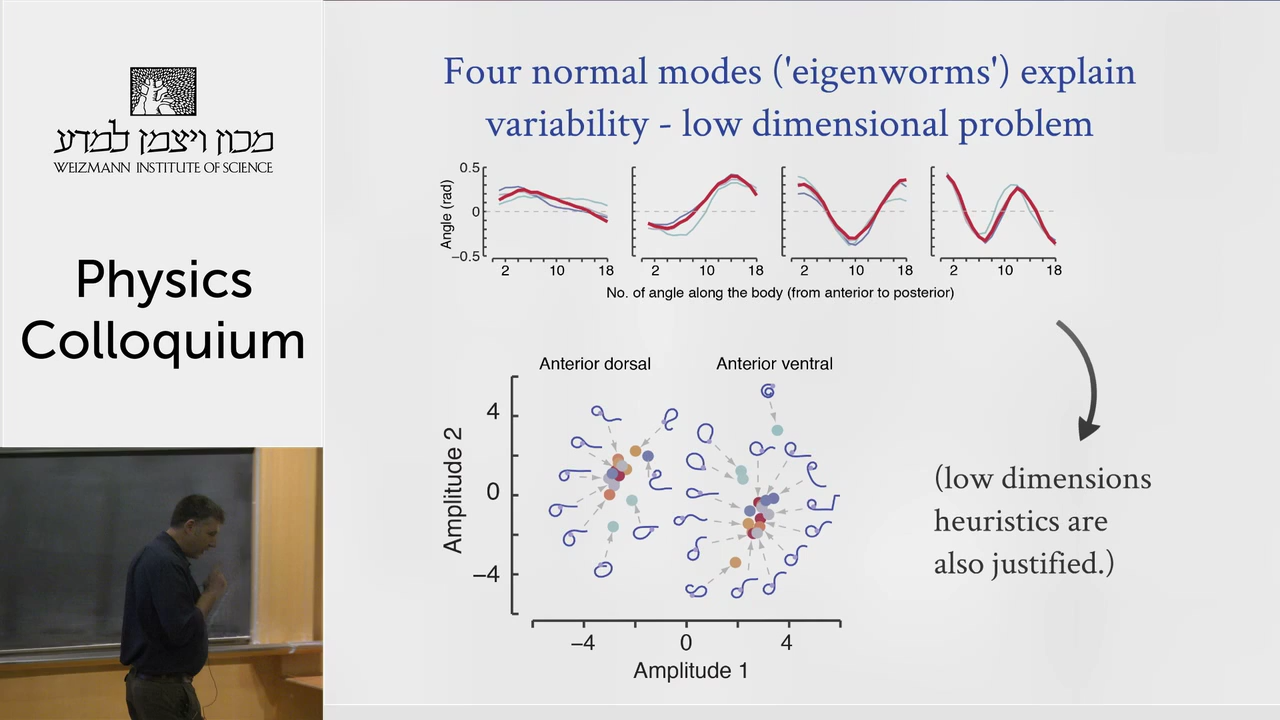 מכון ויצמן למדע
WEIZMANN INSTITUTE OF SCIENCE
Physics
Colloquium
Four normal modes ('eigenworms') explain
variability - low dimensional problem
Angle (rad)
0.5
0
−0.5
2 10 18
2 10 18
2 10 18
2 10 18
No. of angle along the body (from anterior to posterior)
Anterior dorsal
Anterior ventral
Amplitude 2
4
0
−4
−4 0 4
Amplitude 1
(low dimensions
heuristics are
also justified.)